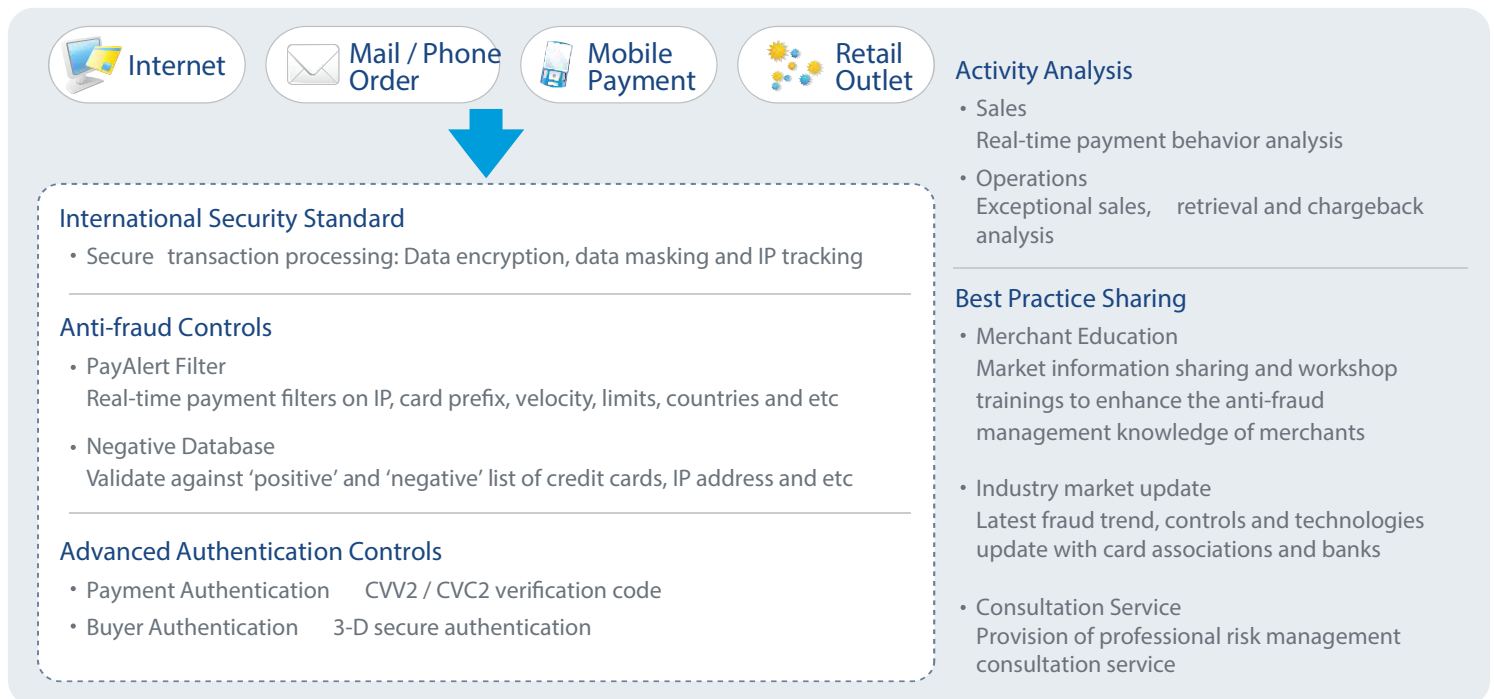 Internet
Mail / Phone
Order
Mobile
Payment
Retail
Outlet
International Security Standard
• Secure transaction processing: Data encryption, data masking and IP tracking
Anti-fraud Controls
• PayAlert Filter
Real-time payment filters on IP, card prefix, velocity, limits, countries and etc
• Negative Database
Validate against ‘positive’ and ‘negative’ list of credit cards, IP address and etc
Advanced Authentication Controls
• Payment Authentication CVV2 / CVC2 verification code
• Buyer Authentication 3-D secure authentication
Activity Analysis
• Sales
Real-time payment behavior analysis
• Operations
Exceptional sales, retrieval and chargeback
analysis
Best Practice Sharing
• Merchant Education
Market information sharing and workshop
trainings to enhance the anti-fraud
management knowledge of merchants
• Industry market update
Latest fraud trend, controls and technologies
update with card associations and banks
• Consultation Service
Provision of professional risk management
consultation service